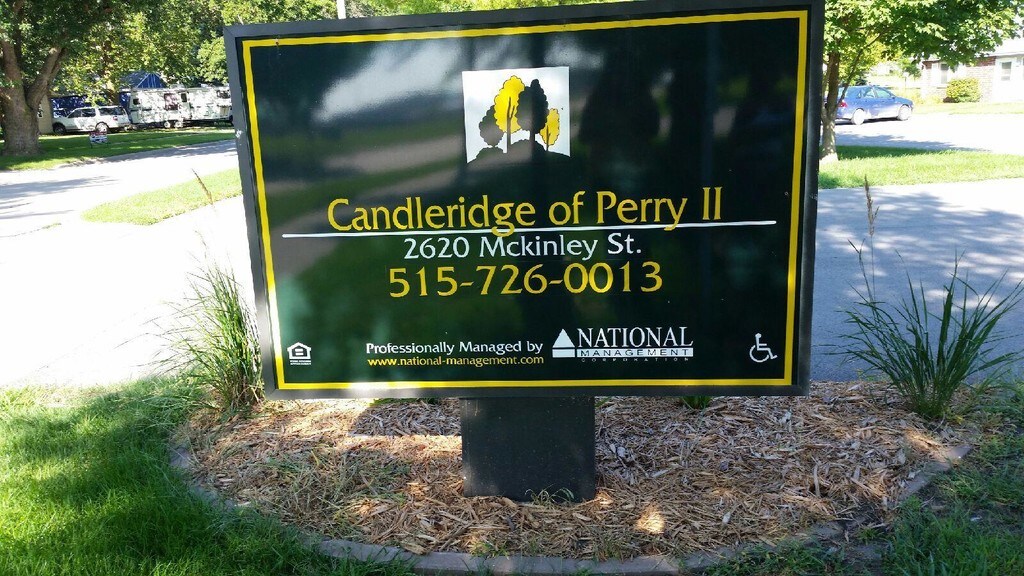 Candleridge of Perry II
2620 Mckinley St.
515-726-0013
Professionally Managed by
www.national-management.com
NATIONAL
MANAGEMENT
CORPORATION